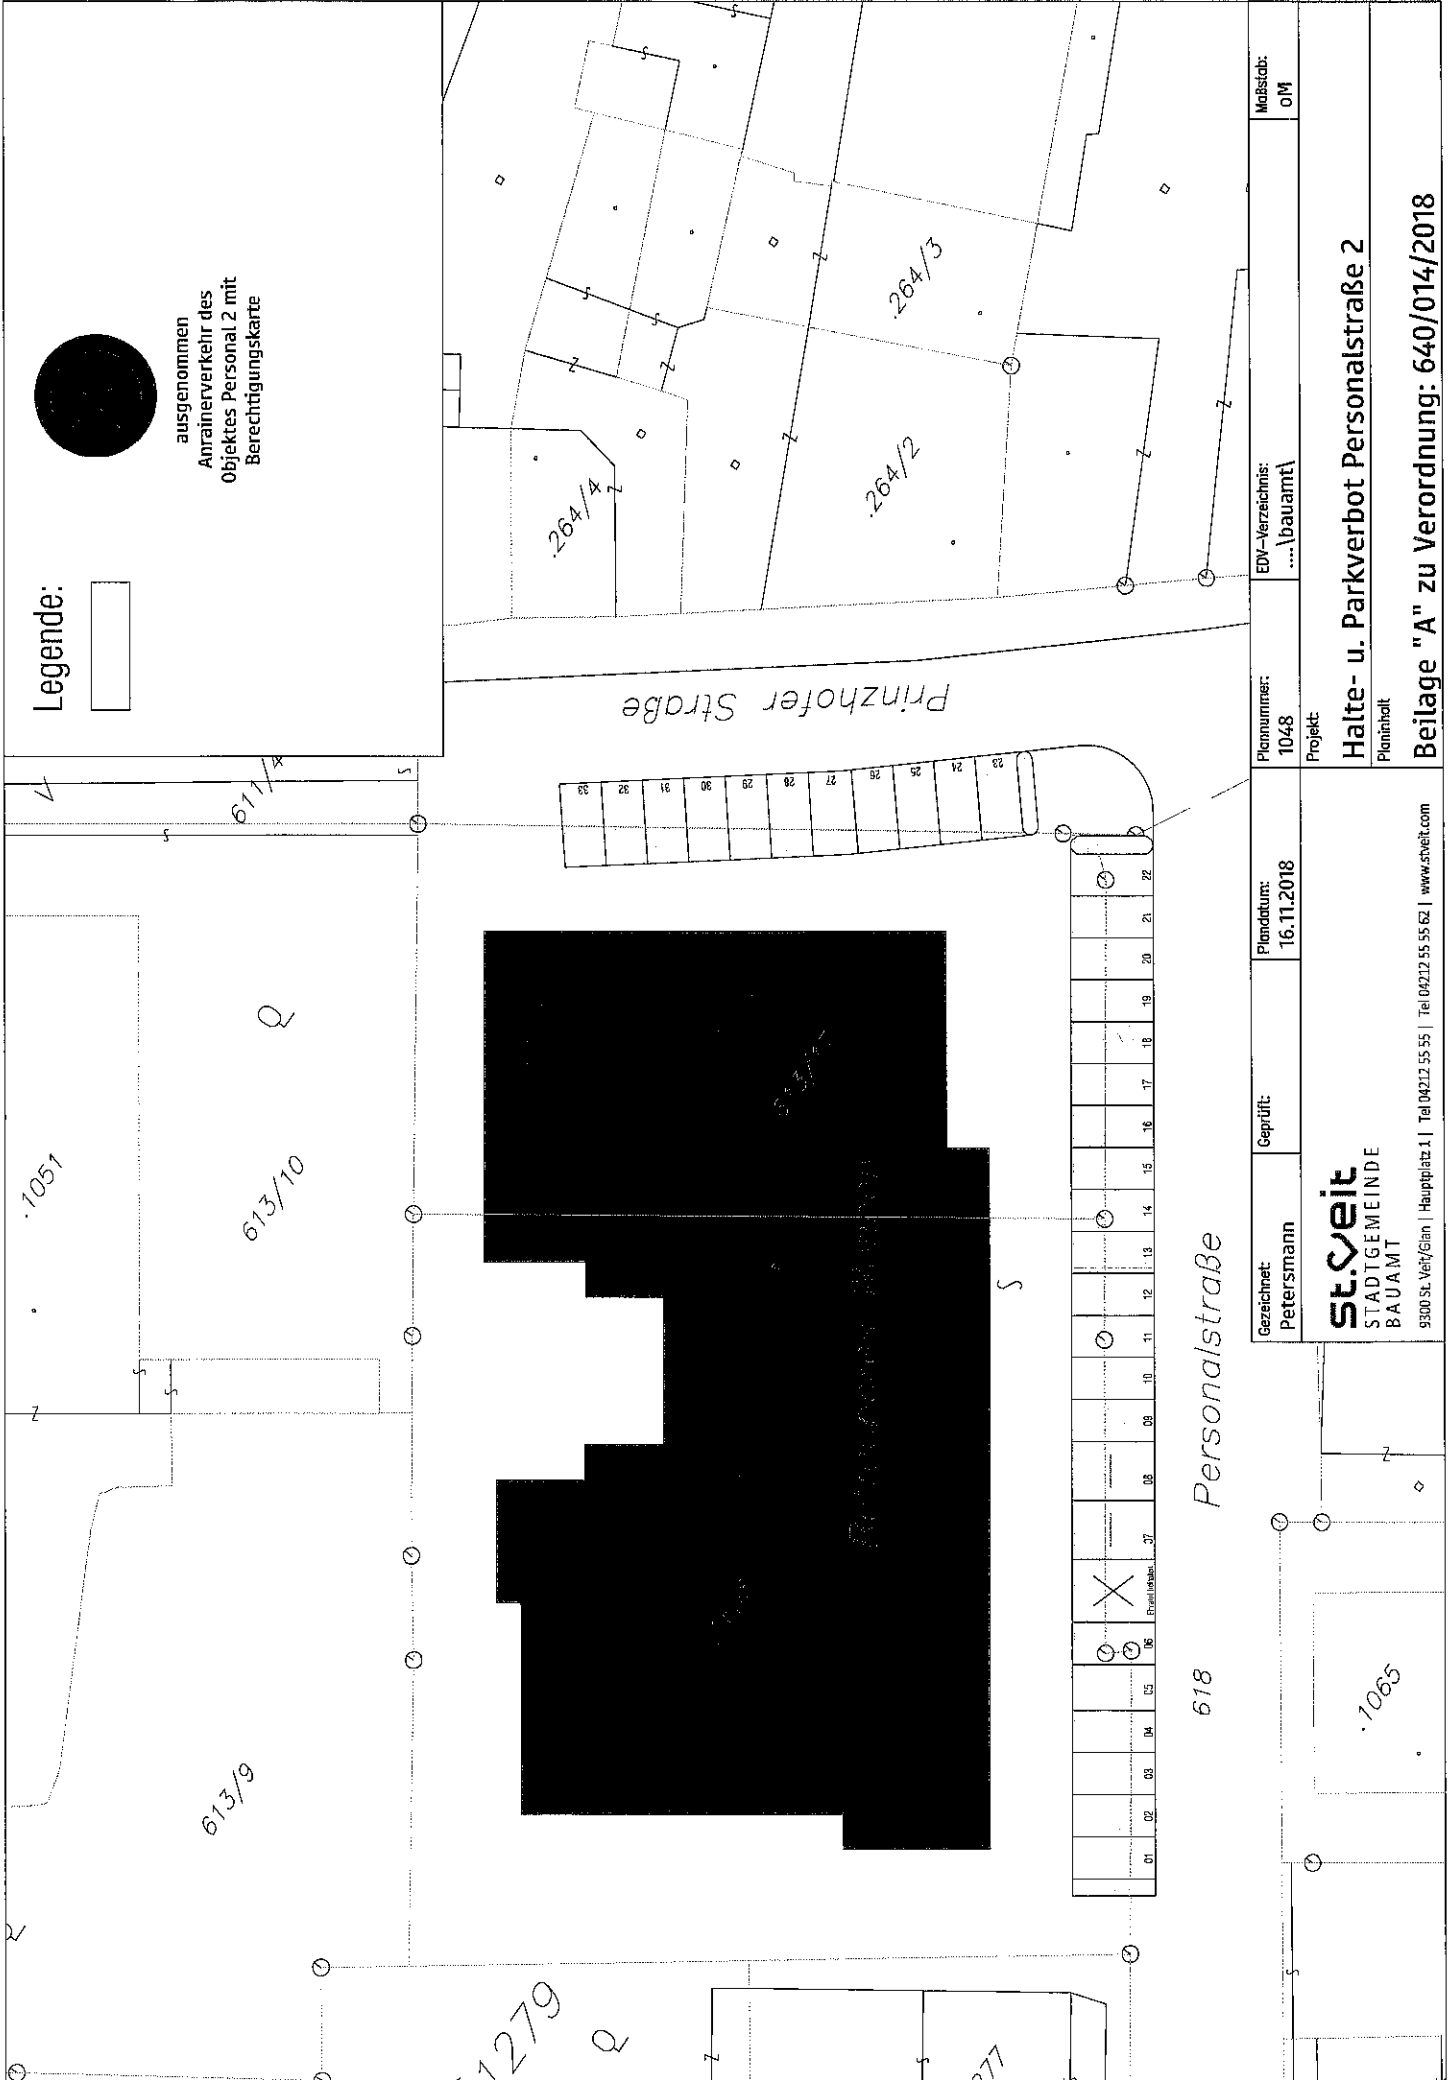 Legende:
ausgenommen
Anrainerverkehr des
Objektes Personal 2 mit
Berechtigungskarte
.1051
613/10
611/4
613/9
1279
.264/4
.264/2
.264/3
Prinzhofer Straße
33
32
31
30
29
28
27
26
25
24
23
22
21
20
19
18
17
16
15
14
13
12
11
10
09
08
07
06
05
04
03
02
01
618 Personalstraße
.1065
Gezeichnet:
Petersmann
Geprüft:
Plandatum:
16.11.2018
Plannummer:
1048
EDV-Verzeichnis:
....\bauamt\
Maßstab:
oM
st.veit
STADTGEMEINDE
BAUAMT
9300 St. Veit/Glan | Hauptplatz 1 | Tel 04212 55 55 | Tel 04212 55 55 62 | www.stveit.com
Projekt:
Halte- u. Parkverbot Personalstraße 2
Planinhalt
Beilage "A" zu Verordnung: 640/014/2018